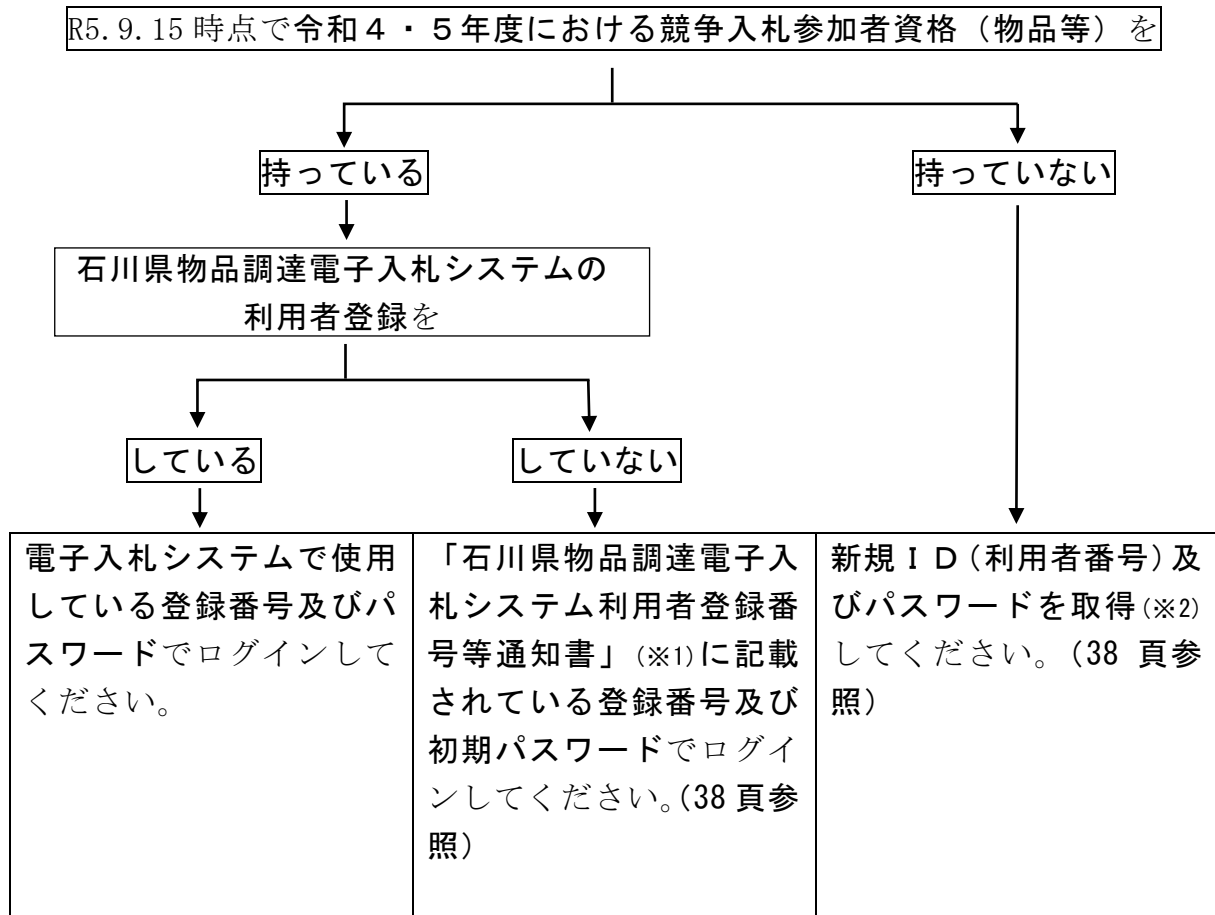 R5.9.15 時点で令和４・５年度における競争入札参加者資格（物品等）を
持っている
持っていない
石川県物品調達電子入札システムの
利用者登録を
している
していない
電子入札システムで使用
している登録番号及びパ
スワードでログインして
ください。
「石川県物品調達電子入
札システム利用者登録番
号等通知書」(※1)に記載
されている登録番号及び
初期パスワードでログイ
ンしてください。(38 頁参
照）
新規ＩＤ(利用者番号)及
びパスワードを取得(※2)
してください。（38 頁参
照）